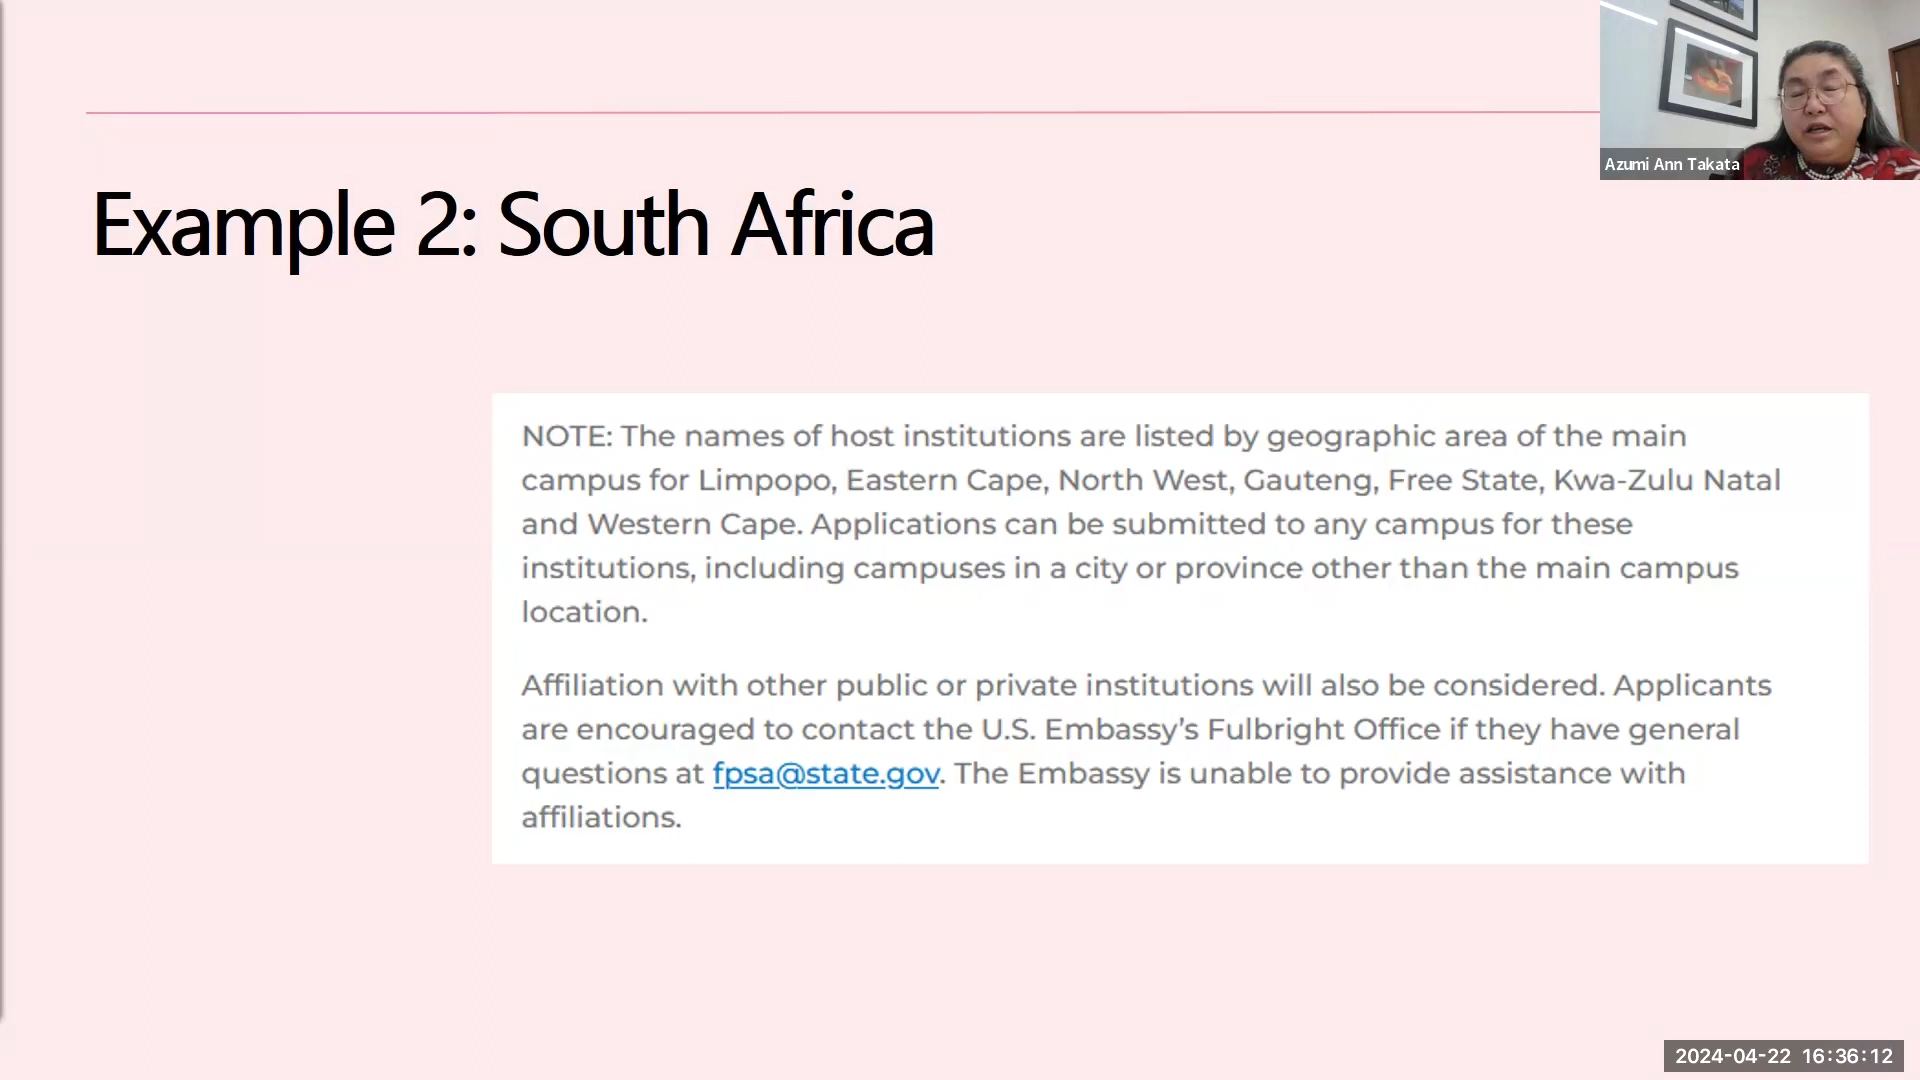 Azumi Ann Takata
Example 2: South Africa
NOTE: The names of host institutions are listed by geographic area of the main
campus for Limpopo, Eastern Cape, North West, Gauteng, Free State, Kwa-Zulu Natal
and Western Cape. Applications can be submitted to any campus for these
institutions, including campuses in a city or province other than the main campus
location.
Affiliation with other public or private institutions will also be considered. Applicants
are encouraged to contact the U.S. Embassy’s Fulbright Office if they have general
questions at fpsa@state.gov. The Embassy is unable to provide assistance with
affiliations.
2024-04-22 16:36:12